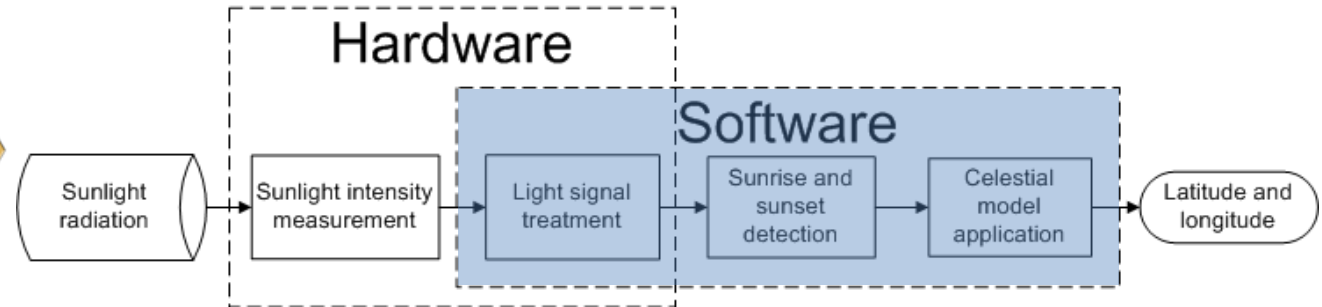 Hardware
Software
Sunlight
radiation
Sunlight intensity
measurement
Light signal
treatment
Sunrise and
sunset
detection
Celestial
model
application
Latitude and
longitude